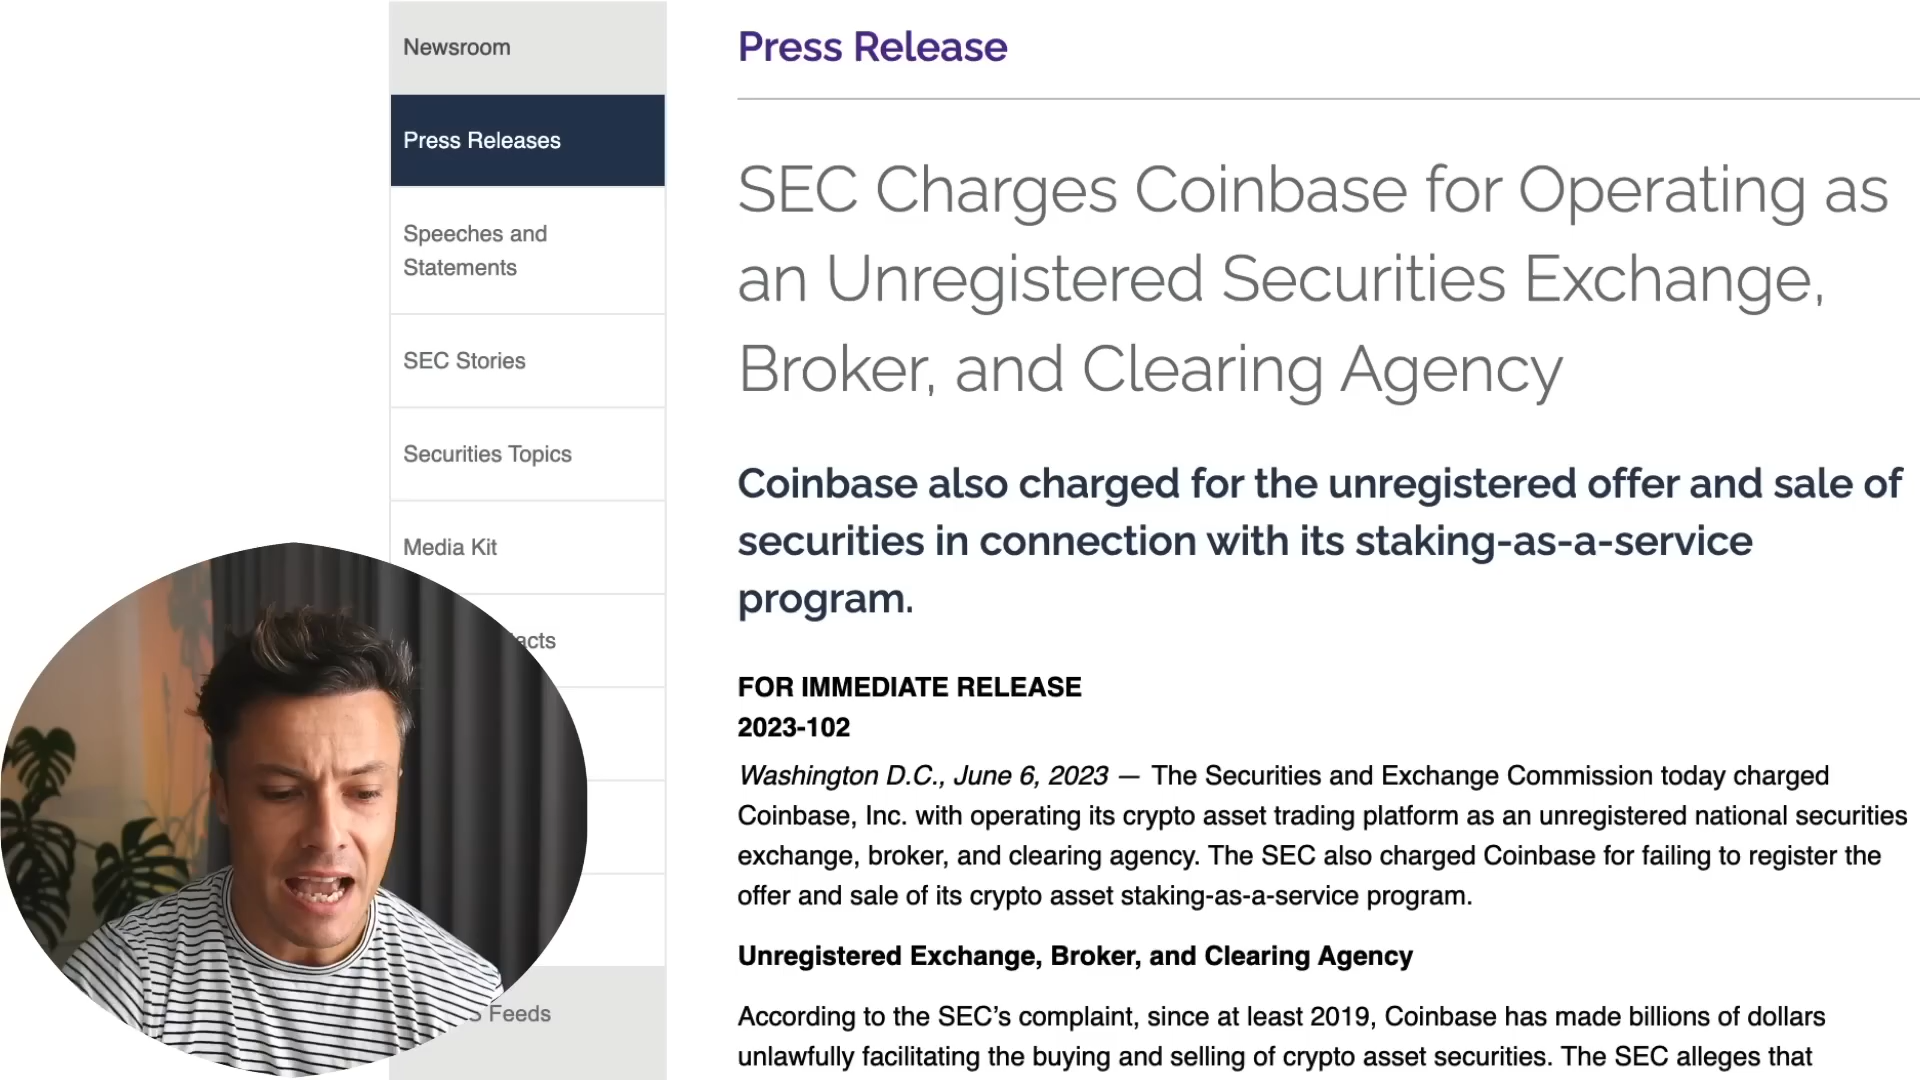 Newsroom
Press Releases
Speeches and
Statements
SEC Stories
Securities Topics
Media Kit
Feeds
Press Release
SEC Charges Coinbase for Operating as
an Unregistered Securities Exchange,
Broker, and Clearing Agency
Coinbase also charged for the unregistered offer and sale of
securities in connection with its staking-as-a-service
program.
FOR IMMEDIATE RELEASE
2023-102
Washington D.C., June 6, 2023 — The Securities and Exchange Commission today charged
Coinbase, Inc. with operating its crypto asset trading platform as an unregistered national securities
exchange, broker, and clearing agency. The SEC also charged Coinbase for failing to register the
offer and sale of its crypto asset staking-as-a-service program.
Unregistered Exchange, Broker, and Clearing Agency
According to the SEC’s complaint, since at least 2019, Coinbase has made billions of dollars
unlawfully facilitating the buying and selling of crypto asset securities. The SEC alleges that